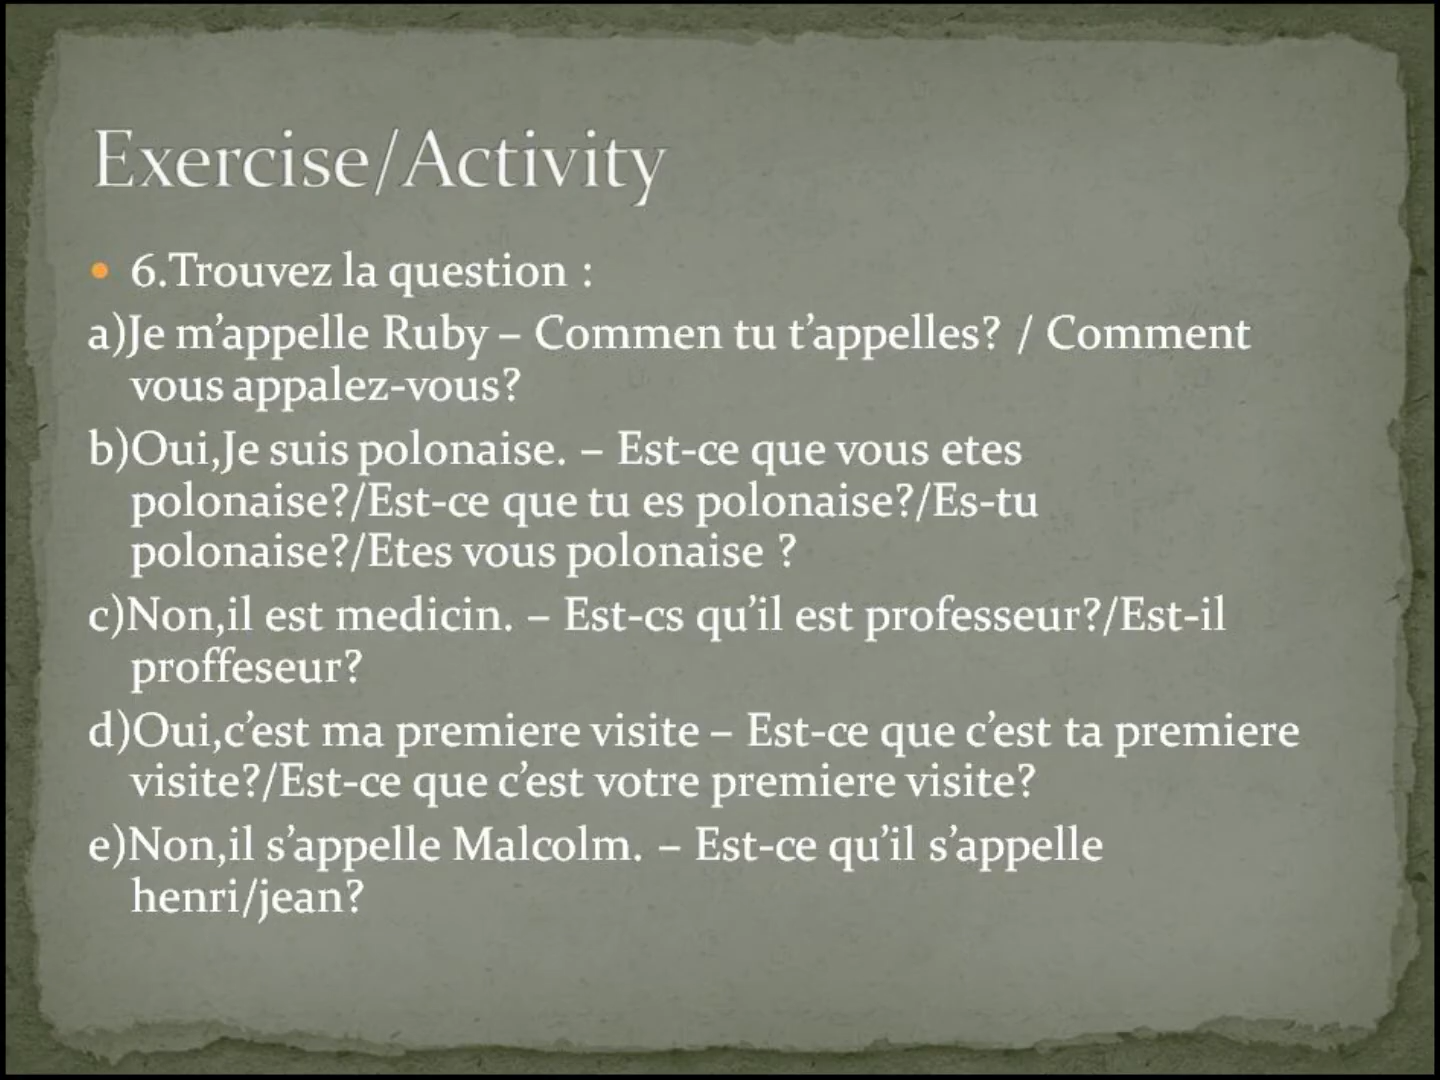 Exercise/Activity
• 6.Trouvez la question :
a)Je m’appelle Ruby – Commen tu t’appelles? / Comment
vous appalez-vous?
b)Oui,Je suis polonaise. – Est-ce que vous etes
polonaise?/Est-ce que tu es polonaise?/Es-tu
polonaise?/Etes vous polonaise ?
c)Non,il est medicin. – Est-cs qu’il est professeur?/Est-il
proffeseur?
d)Oui,c’est ma premiere visite – Est-ce que c’est ta premiere
visite?/Est-ce que c’est votre premiere visite?
e)Non,il s’appelle Malcolm. – Est-ce qu’il s’appelle
henri/jean?